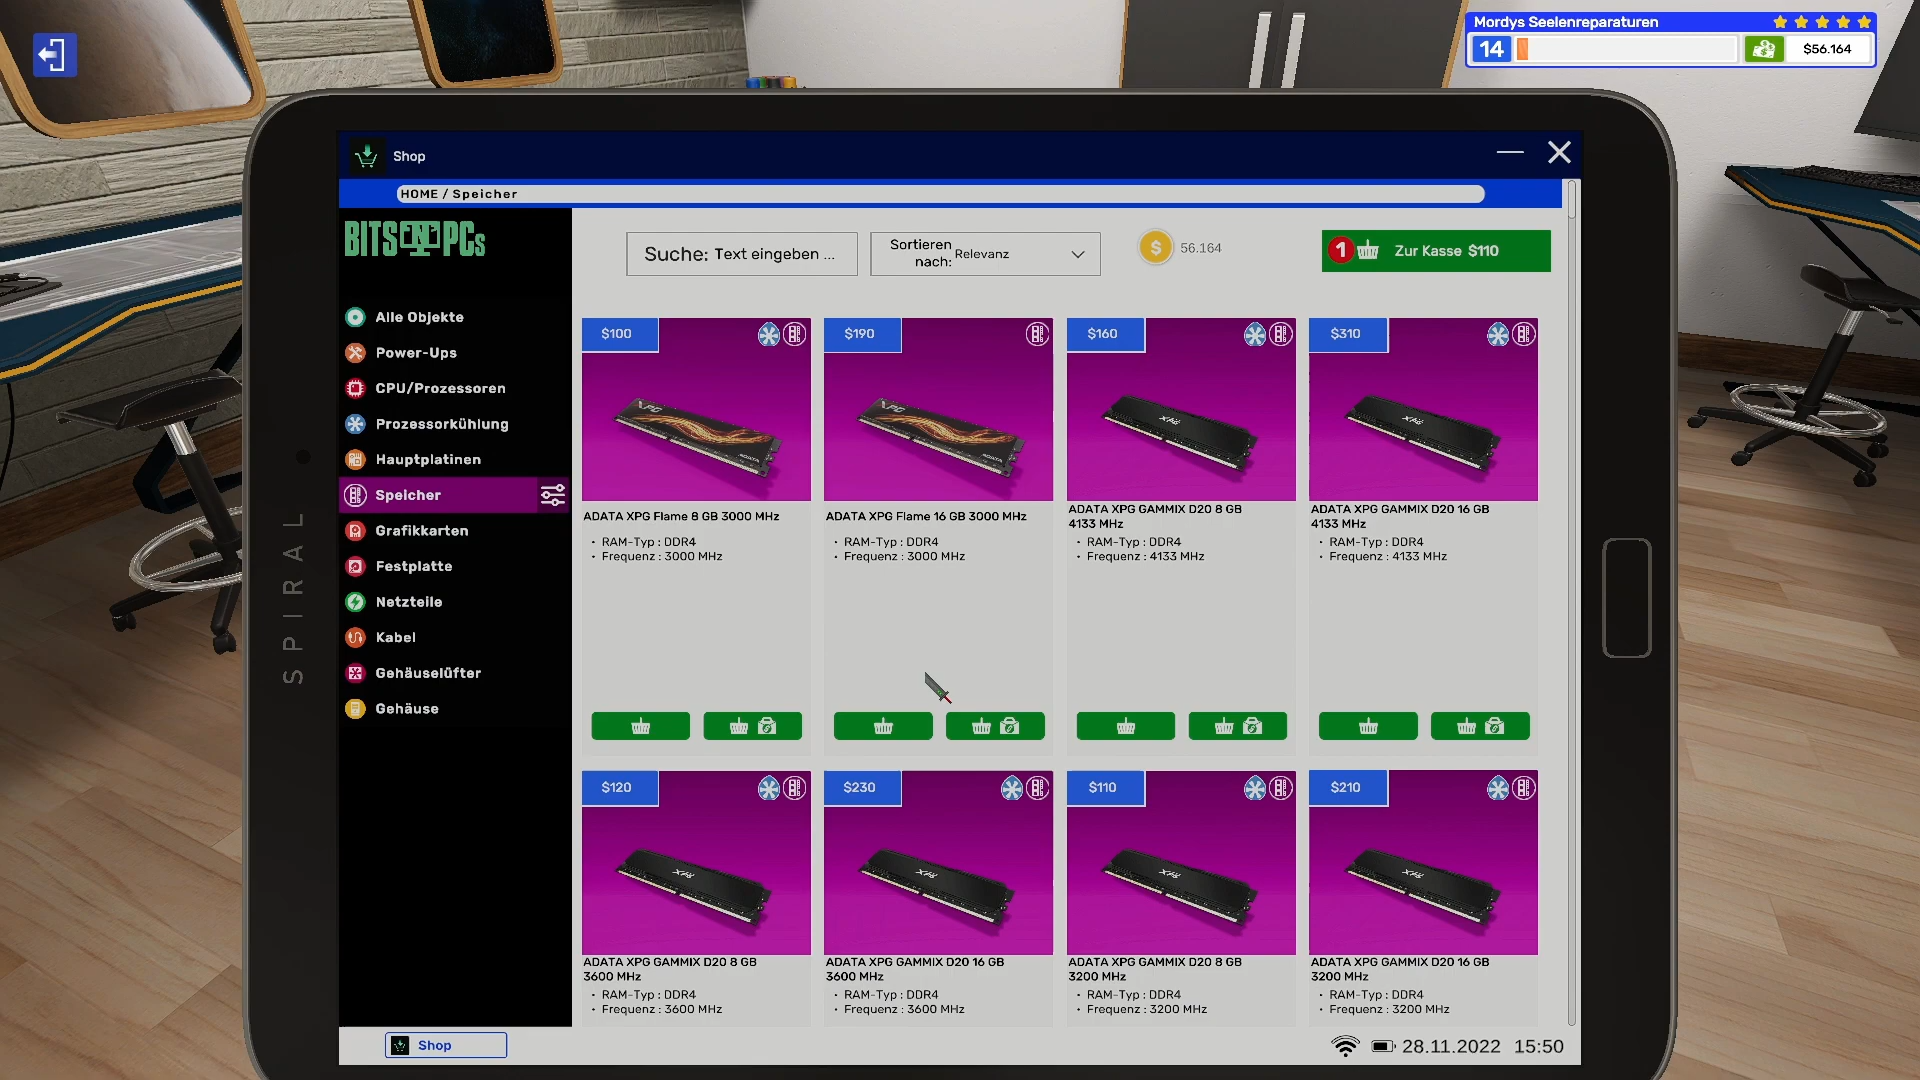 Mordys Seelenreparaturen
14
$56.164
Shop
HOME / Speicher
BITS N PCs
Suche: Text eingeben ...
Sortieren nach: Relevanz
$
56.164
1
Zur Kasse $110
Alle Objekte
Power-Ups
CPU/Prozessoren
Prozessorkühlung
Hauptplatinen
Speicher
Grafikkarten
Festplatte
Netzteile
Kabel
Gehäuselüfter
Gehäuse
$100
ADATA XPG Flame 8 GB 3000 MHz
• RAM-Typ : DDR4
• Frequenz : 3000 MHz
$190
ADATA XPG Flame 16 GB 3000 MHz
• RAM-Typ : DDR4
• Frequenz : 3000 MHz
$160
ADATA XPG GAMMIX D20 8 GB
4133 MHz
• RAM-Typ : DDR4
• Frequenz : 4133 MHz
$310
ADATA XPG GAMMIX D20 16 GB
4133 MHz
• RAM-Typ : DDR4
• Frequenz : 4133 MHz
$120
ADATA XPG GAMMIX D20 8 GB
3600 MHz
• RAM-Typ : DDR4
• Frequenz : 3600 MHz
$230
ADATA XPG GAMMIX D20 16 GB
3600 MHz
• RAM-Typ : DDR4
• Frequenz : 3600 MHz
$110
ADATA XPG GAMMIX D20 8 GB
3200 MHz
• RAM-Typ : DDR4
• Frequenz : 3200 MHz
$210
ADATA XPG GAMMIX D20 16 GB
3200 MHz
• RAM-Typ : DDR4
• Frequenz : 3200 MHz
SPIRAL
Shop
28.11.2022 15:50